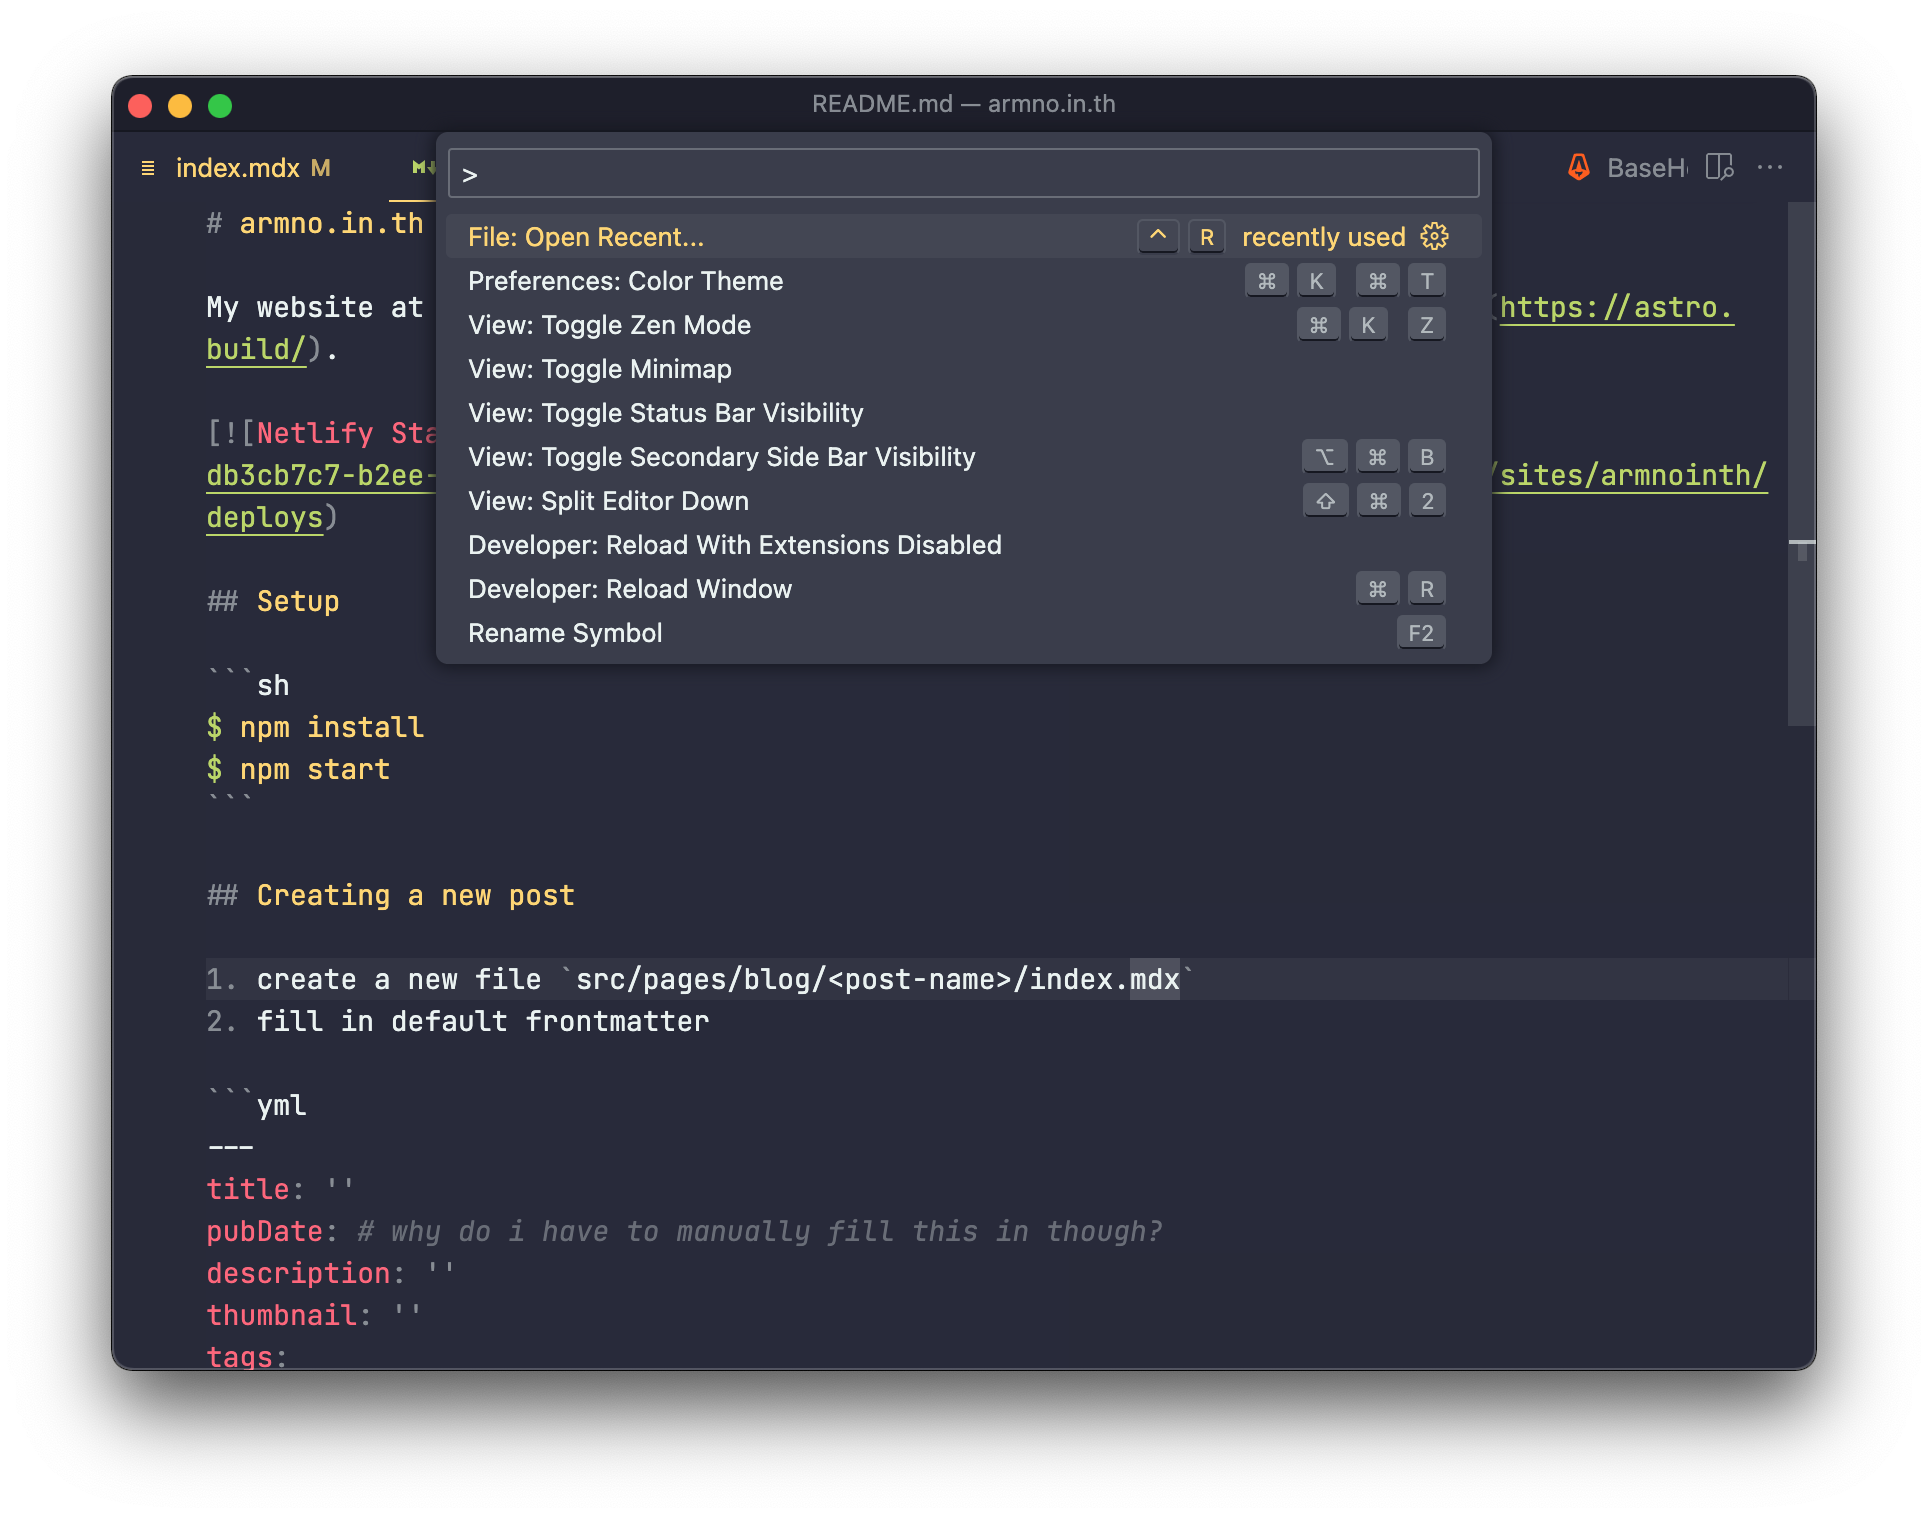 README.md — armno.in.th
index.mdx M
BaseH
···
>
File: Open Recent... ^ R recently used
Preferences: Color Theme ⌘ K ⌘ T
View: Toggle Zen Mode ⌘ K Z
View: Toggle Minimap
View: Toggle Status Bar Visibility
View: Toggle Secondary Side Bar Visibility ⌥ ⌘ B
View: Split Editor Down ⇧ ⌘ 2
Developer: Reload With Extensions Disabled
Developer: Reload Window ⌘ R
Rename Symbol F2
# armno.in.th
My website at (https://astro.
build/).
[![Netlify Sta
db3cb7c7-b2ee- /sites/armnointh/
deploys)
## Setup
```sh
$ npm install
$ npm start
```
## Creating a new post
1. create a new file `src/pages/blog/<post-name>/index.mdx`
2. fill in default frontmatter
```yml
---
title: ''
pubDate: # why do i have to manually fill this in though?
description: ''
thumbnail: ''
tags: